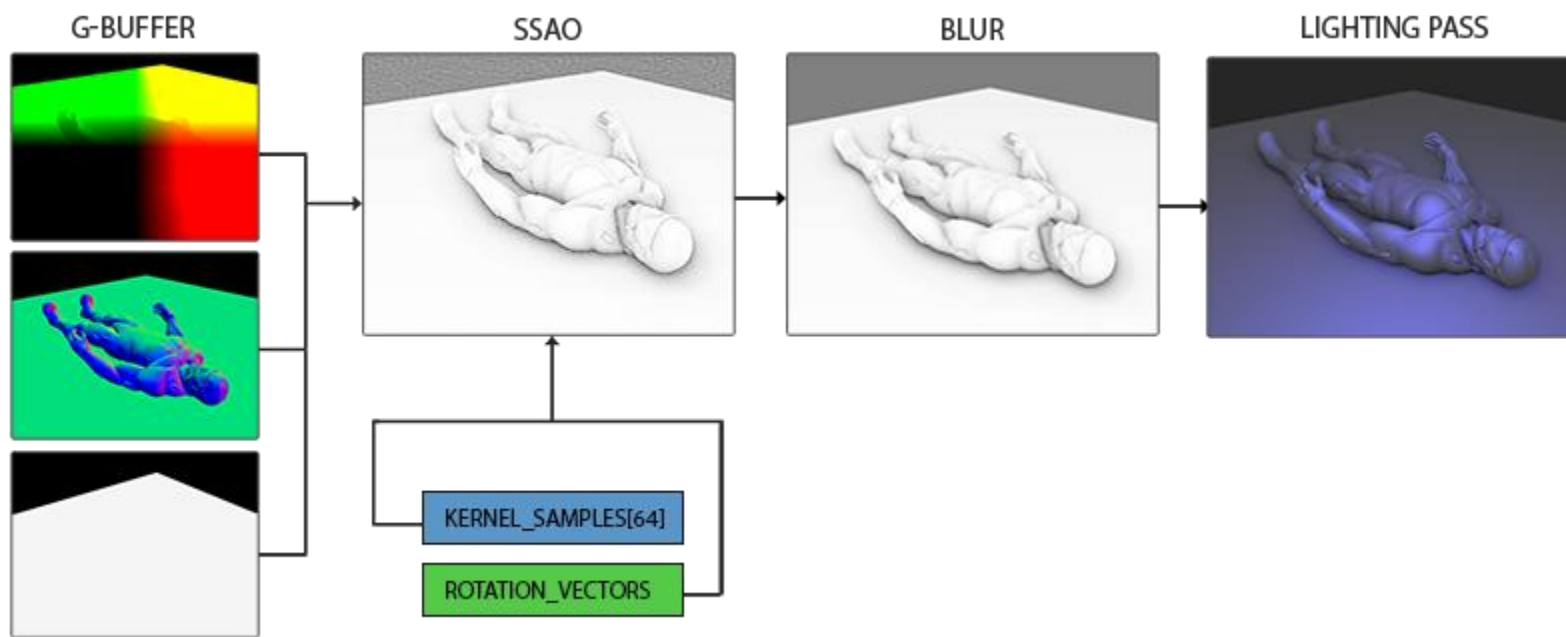 G-BUFFER
SSAO
BLUR
LIGHTING PASS
KERNEL_SAMPLES[64]
ROTATION_VECTORS